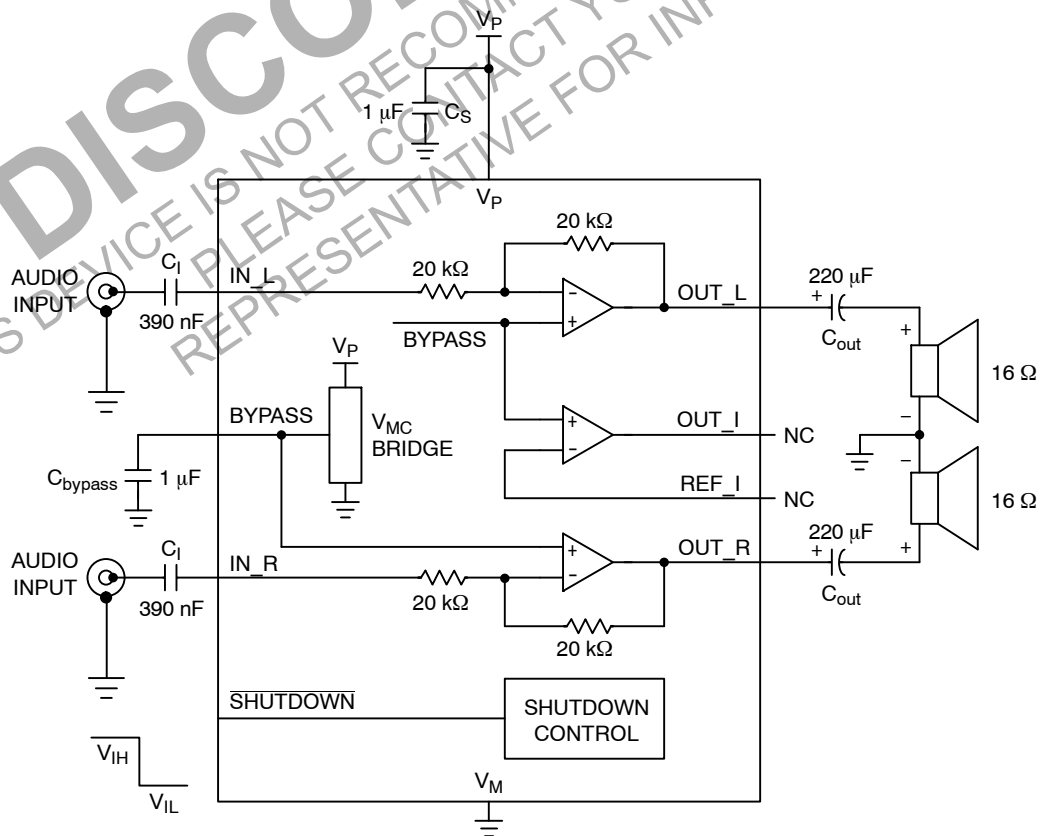 DISCO
THIS DEVICE IS NOT RECOM
PLEASE CONTACT YO
REPRESENTATIVE FOR INF
V_P
1 µF
C_S
V_P
20 kΩ
AUDIO
INPUT
C_I
390 nF
IN_L
20 kΩ
−
+
BYPASS
OUT_L
220 µF
+
C_out
+
16 Ω
−
V_P
BYPASS
V_MC
BRIDGE
+
−
OUT_I
NC
REF_I
NC
C_bypass
1 µF
−
16 Ω
+
AUDIO
INPUT
C_I
390 nF
IN_R
20 kΩ
+
−
OUT_R
220 µF
+
C_out
20 kΩ
SHUTDOWN
SHUTDOWN
CONTROL
V_IH
V_IL
V_M